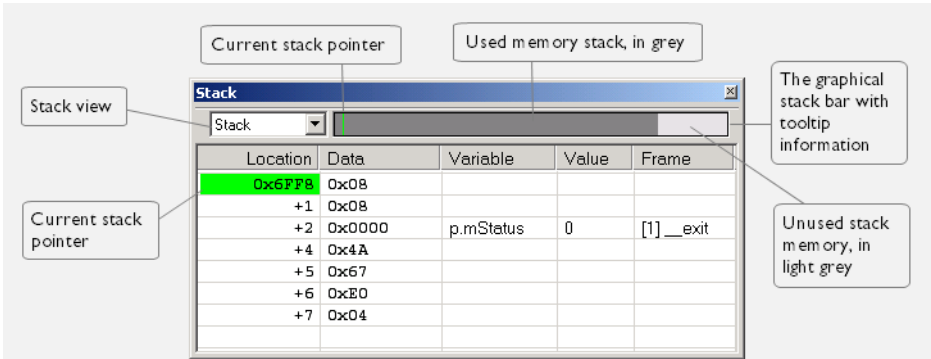 Current stack pointer
Used memory stack, in grey
The graphical
stack bar with
tooltip
information
Stack view
Stack
Stack
Location Data Variable Value Frame
0x6FF8 0x08
+1 0x08
+2 0x0000 p.mStatus 0 [1]__exit
+4 0x4A
+5 0x67
+6 0xE0
+7 0x04
Current stack
pointer
Unused stack
memory, in
light grey